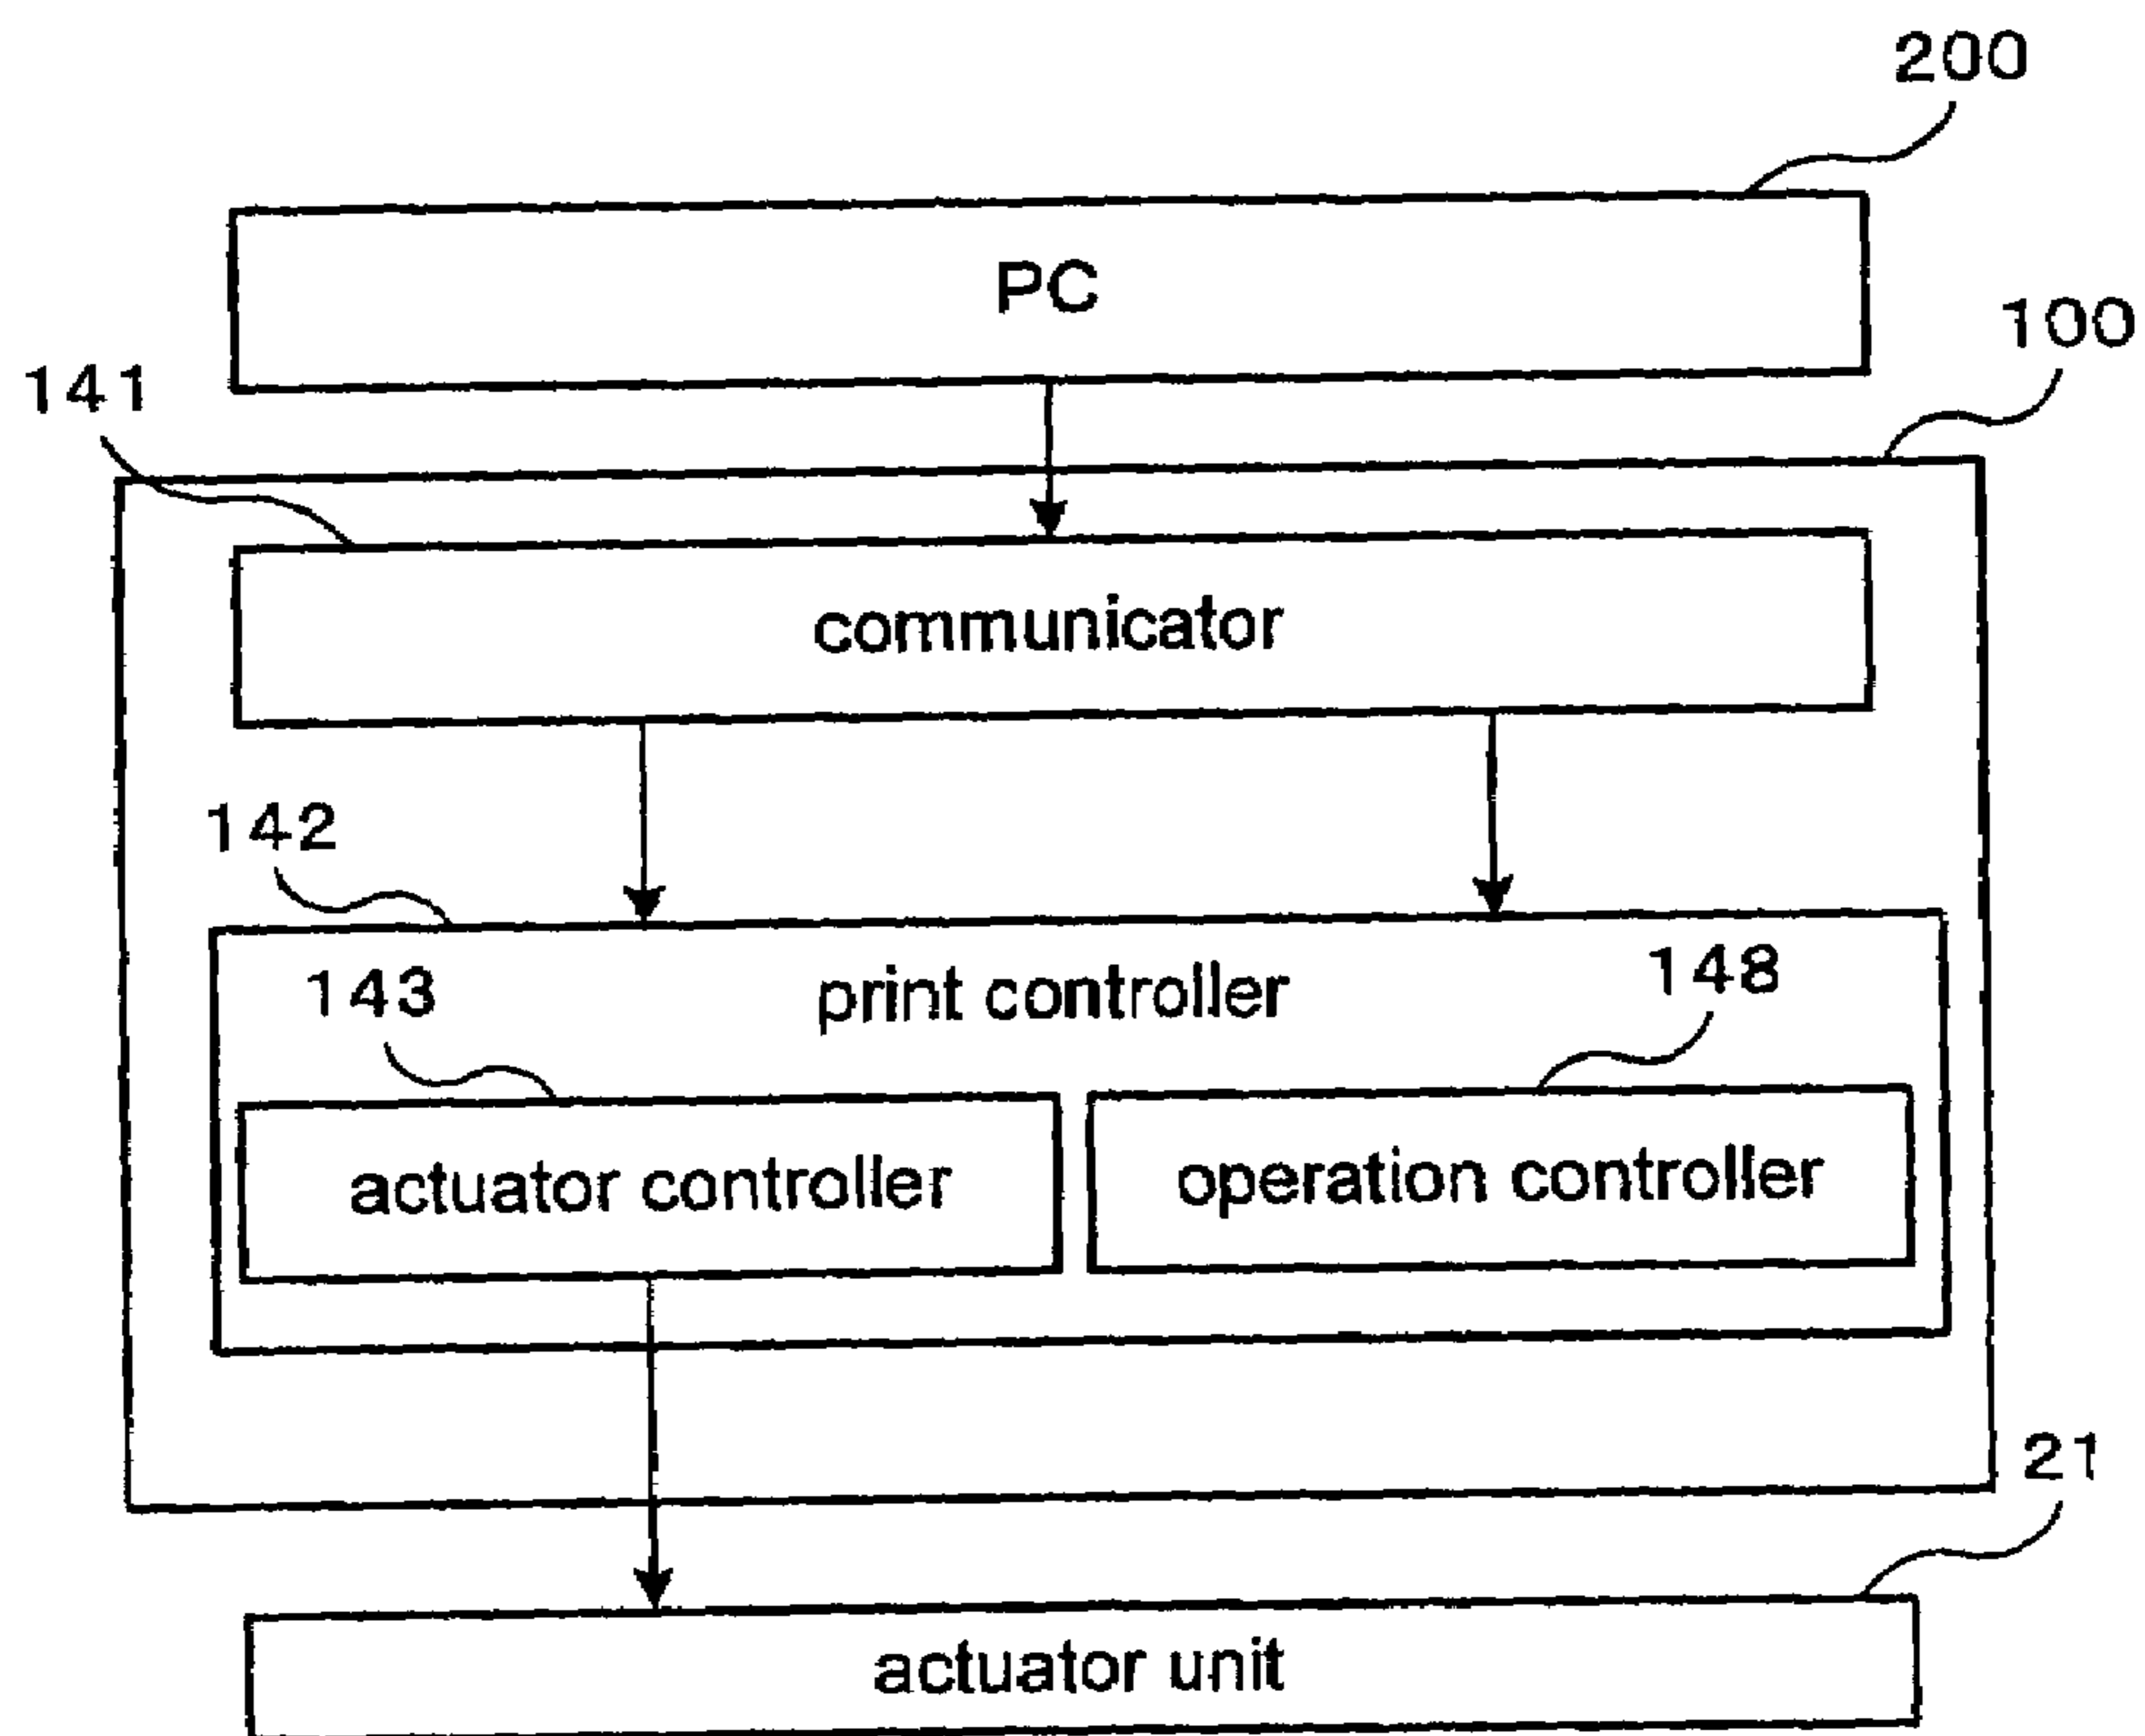 200
PC
100
141
communicator
142
print controller
143
148
actuator controller
operation controller
21
actuator unit